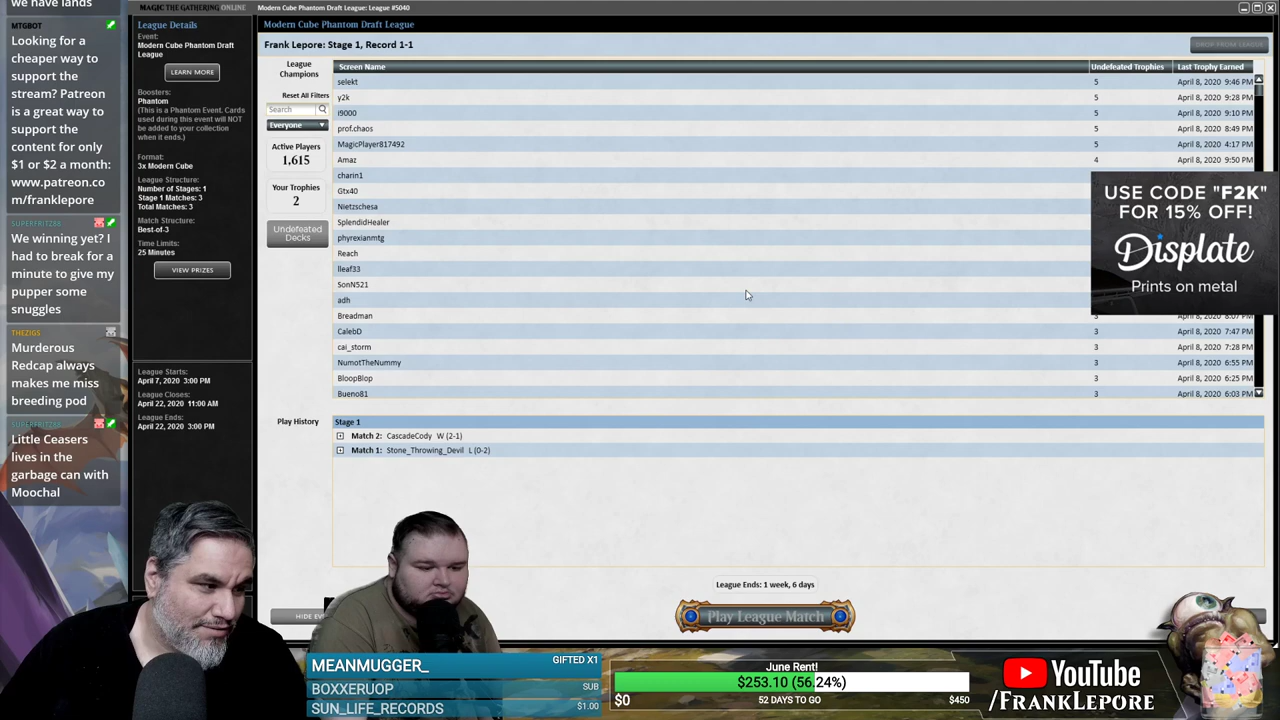 we have lands
MTGBOT
Looking for a
cheaper way to
support the
stream? Patreon
is a great way to
support the
content for only
$1 or $2 a month:
www.patreon.co
m/franklepore
SUPERFRITZ88
We winning yet? I
had to break for a
minute to give my
pupper some
snuggles
THEZIGS
Murderous
Redcap always
makes me miss
breeding pod
SUPERFRITZ88
Little Ceasers
lives in the
garbage can with
Moochal
MAGIC THE GATHERING ONLINE
Modern Cube Phantom Draft League: League #5040
League Details
Event:
Modern Cube Phantom Draft
League
LEARN MORE
Boosters:
Phantom
(This is a Phantom Event. Cards
used during this event will NOT
be added to your collection
when it ends.)
Format:
3x Modern Cube
League Structure:
Number of Stages: 1
Stage 1 Matches: 3
Total Matches: 3
Match Structure:
Best-of-3
Time Limits:
25 Minutes
VIEW PRIZES
League Starts:
April 7, 2020 3:00 PM
League Closes:
April 22, 2020 11:00 AM
League Ends:
April 22, 2020 3:00 PM
Modern Cube Phantom Draft League
Frank Lepore: Stage 1, Record 1-1
DROP FROM LEAGUE
League
Champions
Reset All Filters
Search
Everyone
Active Players
1,615
Your Trophies
2
Undefeated
Decks
Screen Name Undefeated Trophies Last Trophy Earned
selekt 5 April 8, 2020 9:46 PM
y2k 5 April 8, 2020 9:28 PM
i9000 5 April 8, 2020 9:10 PM
prof.chaos 5 April 8, 2020 8:49 PM
MagicPlayer817492 5 April 8, 2020 4:17 PM
Amaz 4 April 8, 2020 9:50 PM
charin1
Gtx40
Nietzschesa
SplendidHealer
phyrexianmtg
Reach
lleaf33
SonN521
adh
Breadman 3 April 8, 2020 8:07 PM
CalebD 3 April 8, 2020 7:47 PM
cai_storm 3 April 8, 2020 7:28 PM
NumotTheNummy 3 April 8, 2020 6:55 PM
BloopBlop 3 April 8, 2020 6:25 PM
Bueno81 3 April 8, 2020 6:03 PM
USE CODE "F2K"
FOR 15% OFF!
Displate
Prints on metal
Play History
Stage 1
Match 2: CascadeCody W (2-1)
Match 1: Stone_Throwing_Devil L (0-2)
League Ends: 1 week, 6 days
HIDE EV
Play League Match
MEANMUGGER_ GIFTED X1
BOXXERUOP SUB
SUN_LIFE_RECORDS $1.00
June Rent!
$253.10 (56.24%)
$0 52 DAYS TO GO $450
YouTube
/FRANKLEPORE